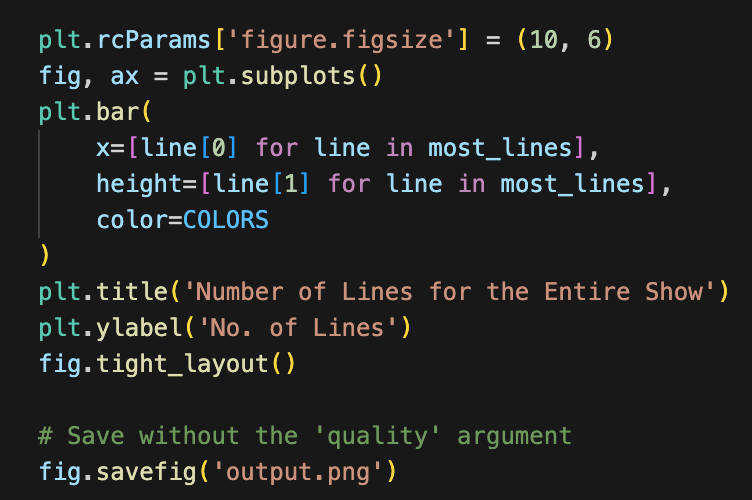 plt.rcParams['figure.figsize'] = (10, 6)
fig, ax = plt.subplots()
plt.bar(
    x=[line[0] for line in most_lines],
    height=[line[1] for line in most_lines],
    color=COLORS
)
plt.title('Number of Lines for the Entire Show')
plt.ylabel('No. of Lines')
fig.tight_layout()

# Save without the 'quality' argument
fig.savefig('output.png')